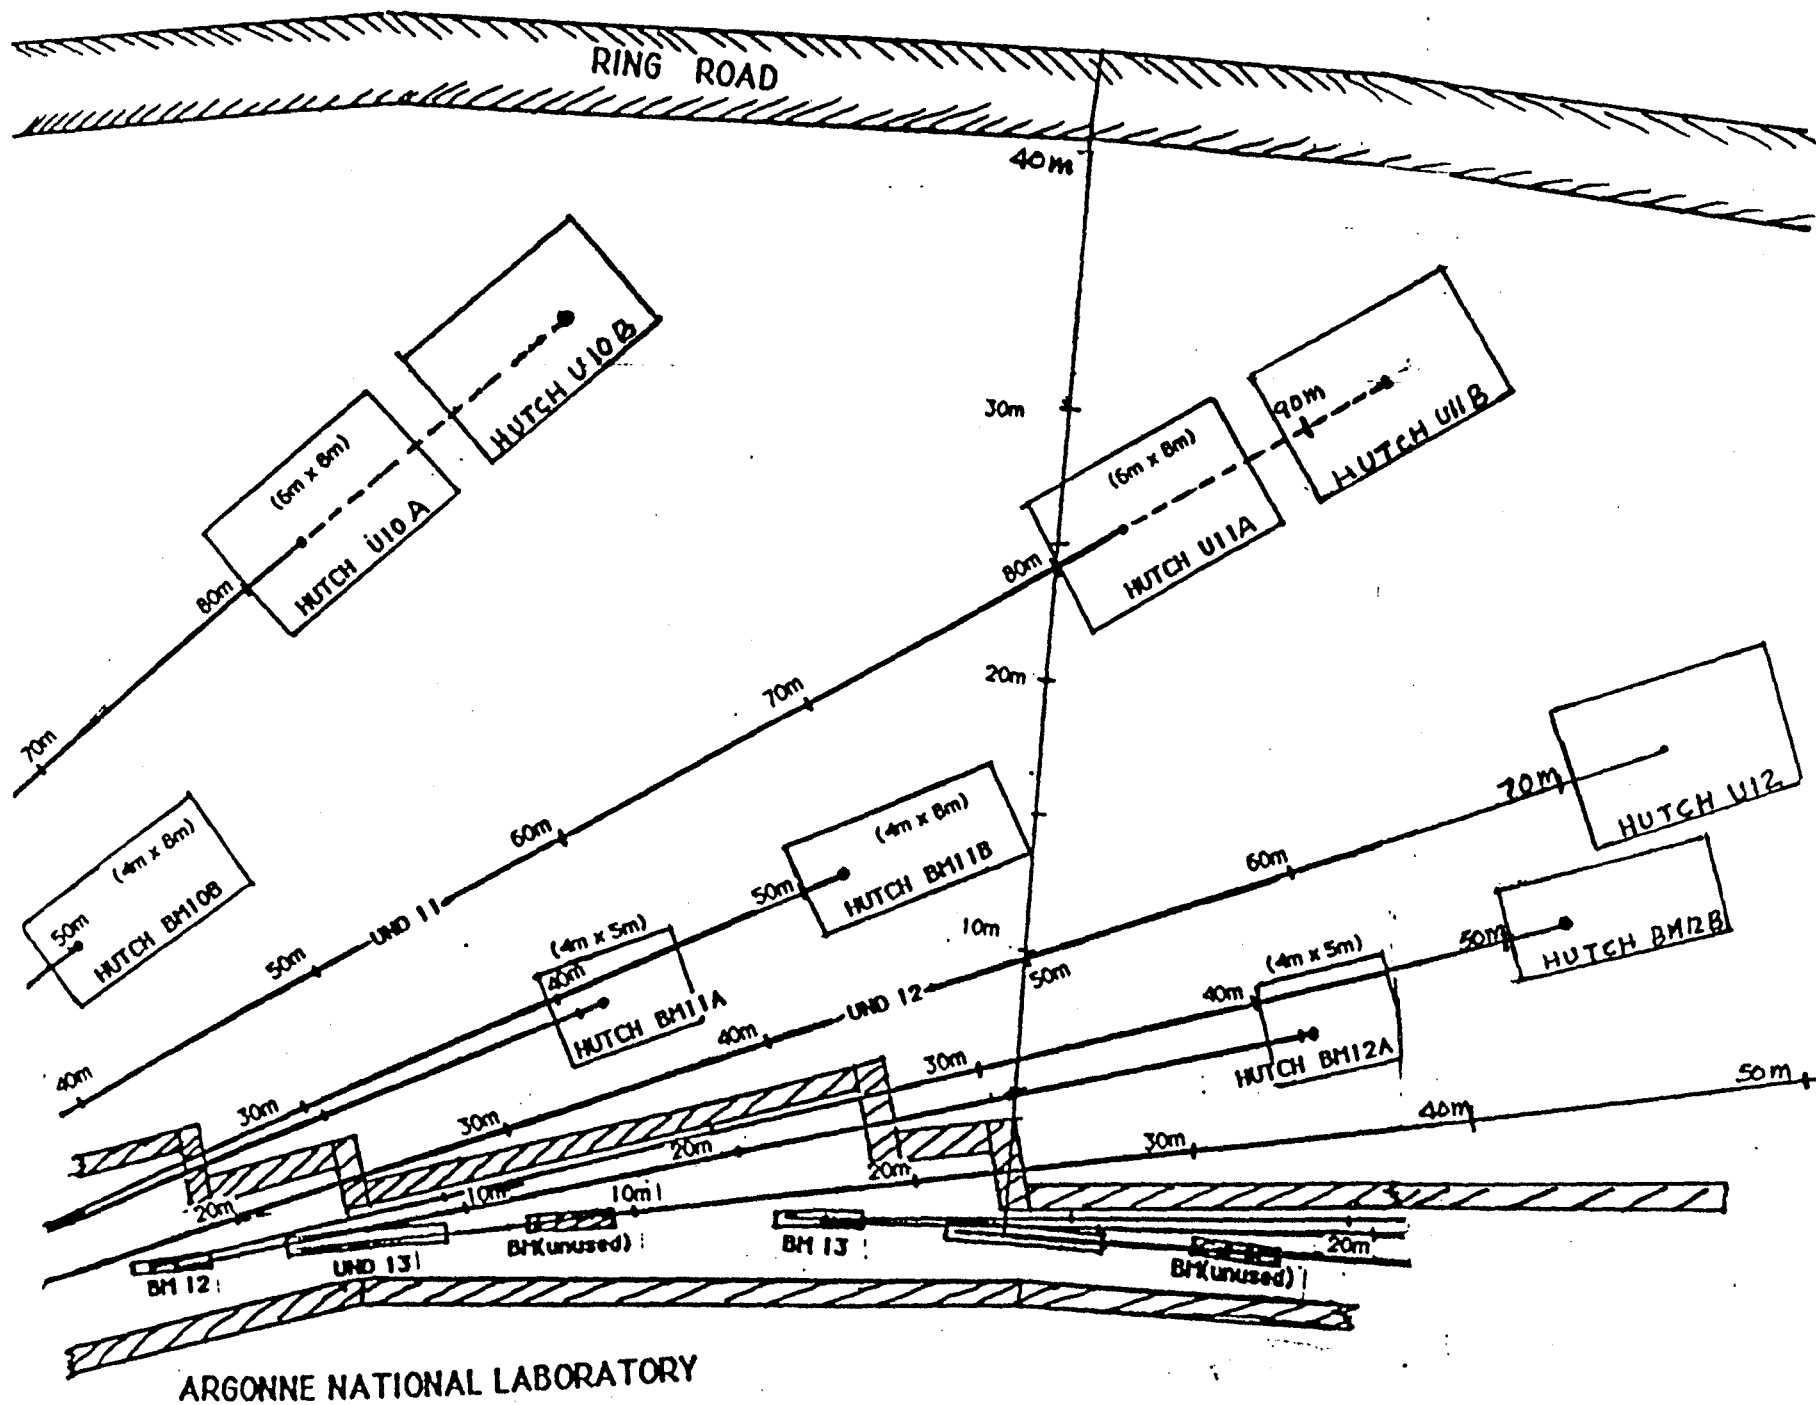 RING ROAD
40m
HUTCH U10B
30m
90m
HUTCH U11B
(6m x 8m)
HUTCH U10A
80m
(6m x 8m)
HUTCH U11A
80m
70m
20m
70m
70m
HUTCH U12
(4m x 8m)
HUTCH BM10B
50m
60m
(4m x 8m)
HUTCH BM11B
50m
60m
UND 11
50m
10m
50m
HUTCH BM12B
50m
(4m x 5m)
40m
HUTCH BM11A
UND 12
50m
(4m x 5m)
40m
HUTCH BM12A
40m
40m
30m
30m
30m
50m
40m
30m
20m
20m
20m
10m
10m
BM 12
UND 13
BM(unused)
BM 13
20m
BM(unused)
ARGONNE NATIONAL LABORATORY